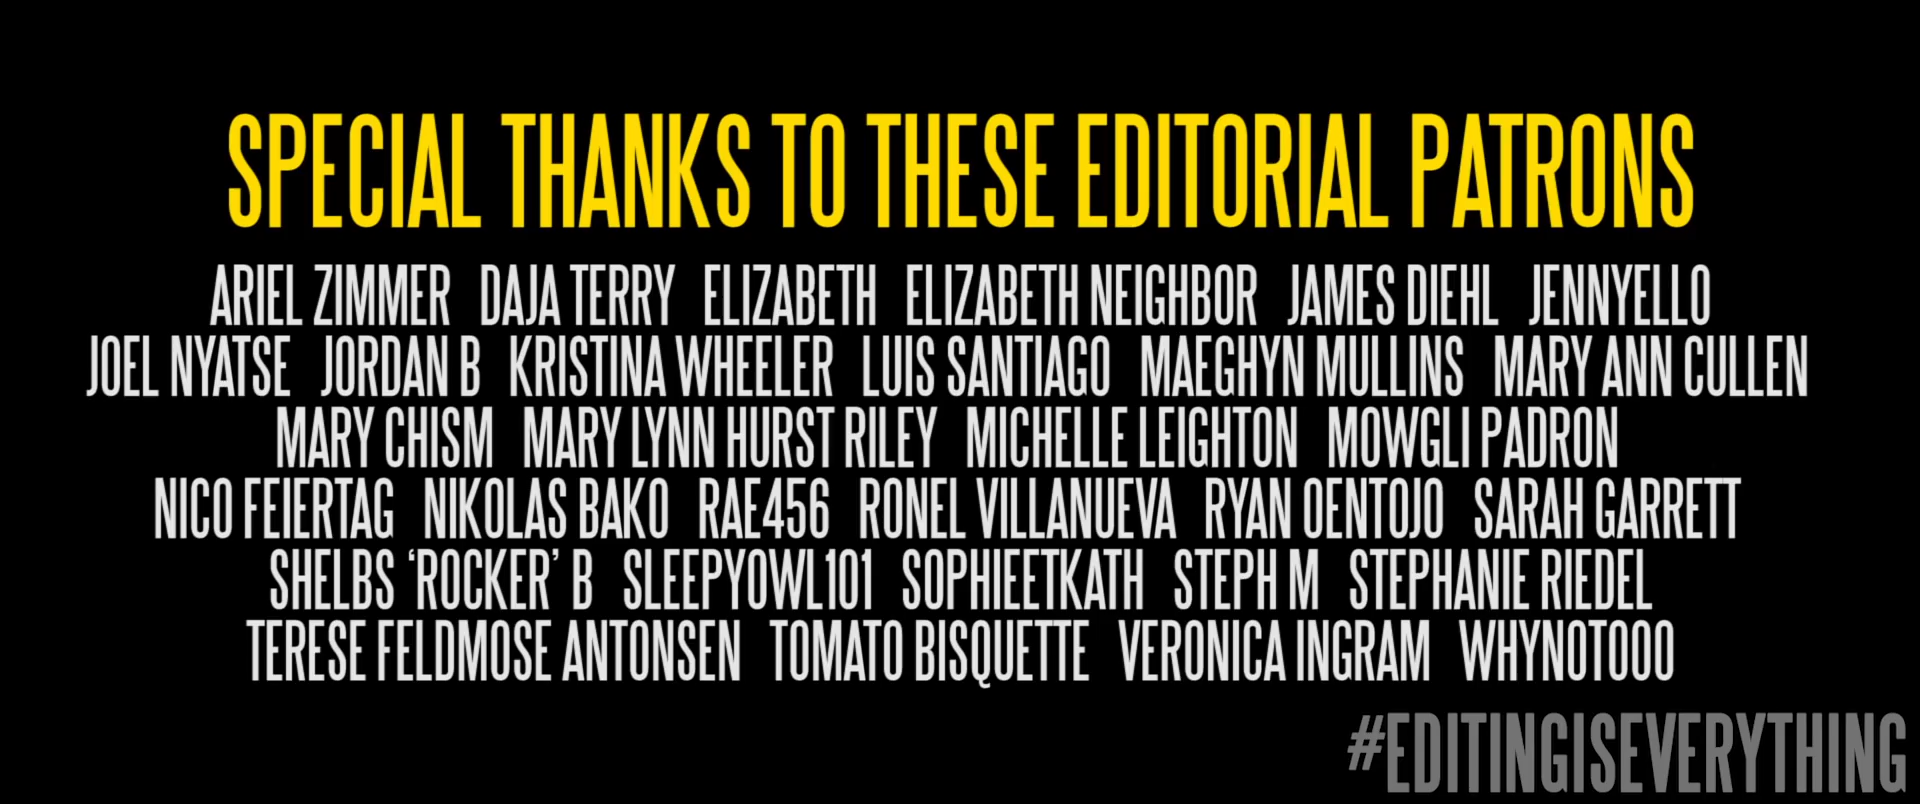 SPECIAL THANKS TO THESE EDITORIAL PATRONS
ARIEL ZIMMER DAJA TERRY ELIZABETH ELIZABETH NEIGHBOR JAMES DIEHL JENNYELLO
JOEL NYATSE JORDAN B KRISTINA WHEELER LUIS SANTIAGO MAEGHYN MULLINS MARY ANN CULLEN
MARY CHISM MARY LYNN HURST RILEY MICHELLE LEIGHTON MOWGLI PADRON
NICO FEIERTAG NIKOLAS BAKO RAE456 RONEL VILLANUEVA RYAN OENTOJO SARAH GARRETT
SHELBS ‘ROCKER’ B SLEEPYOWL101 SOPHIEETKATH STEPH M STEPHANIE RIEDEL
TERESE FELDMOSE ANTONSEN TOMATO BISQUETTE VERONICA INGRAM WHYNOTOOO
#EDITINGISEVERYTHING